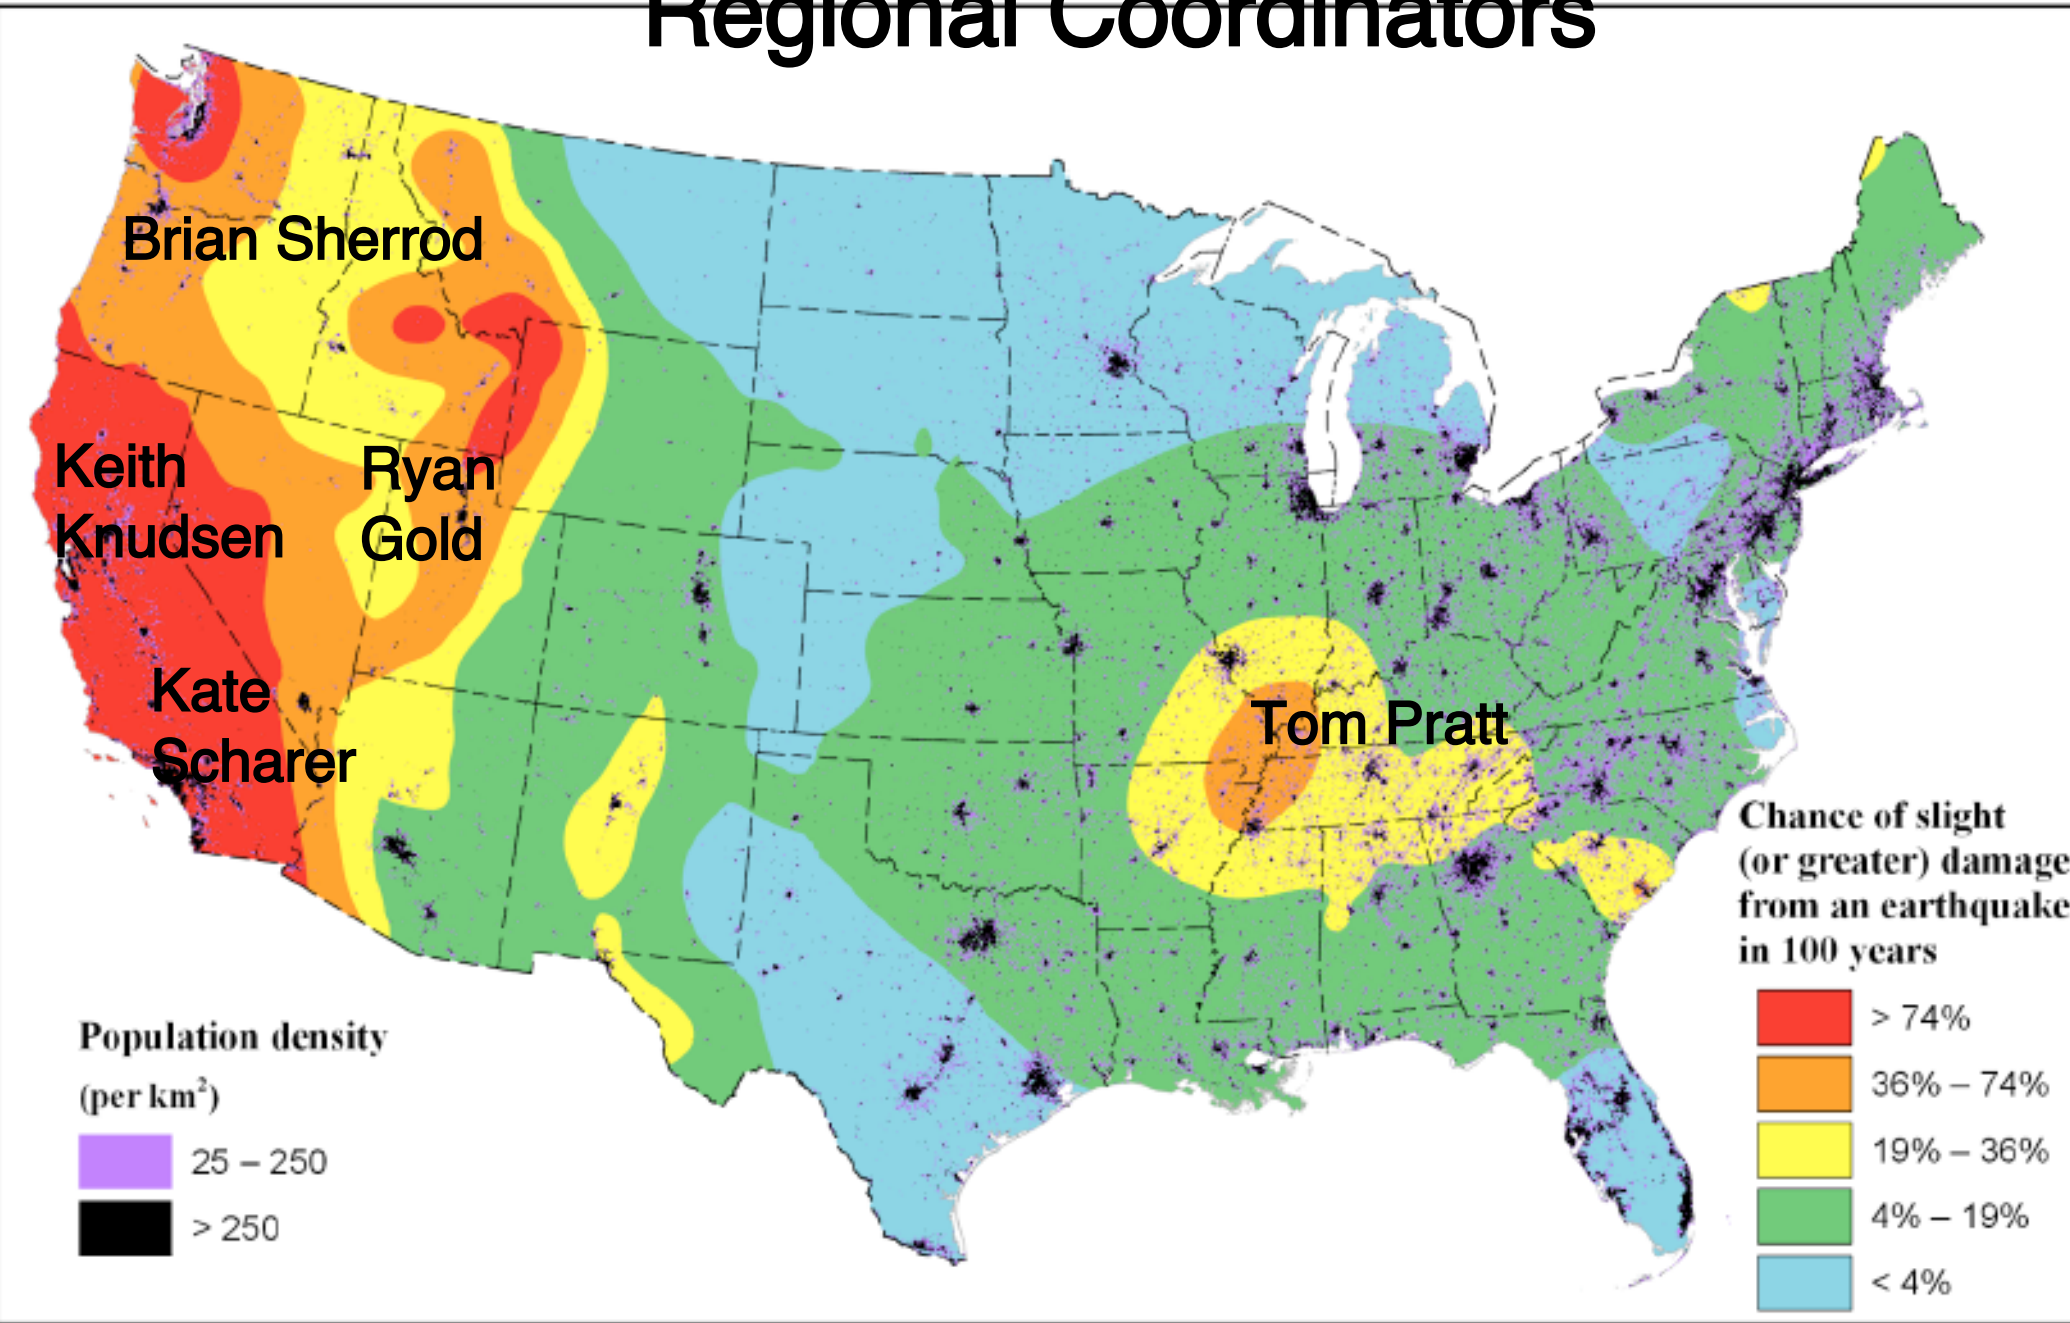 Regional Coordinators
Brian Sherrod
Keith
Knudsen
Ryan
Gold
Kate
Scharer
Tom Pratt
Chance of slight
(or greater) damage
from an earthquake
in 100 years
> 74%
36% – 74%
19% – 36%
4% – 19%
< 4%
Population density
(per km²)
25 – 250
> 250